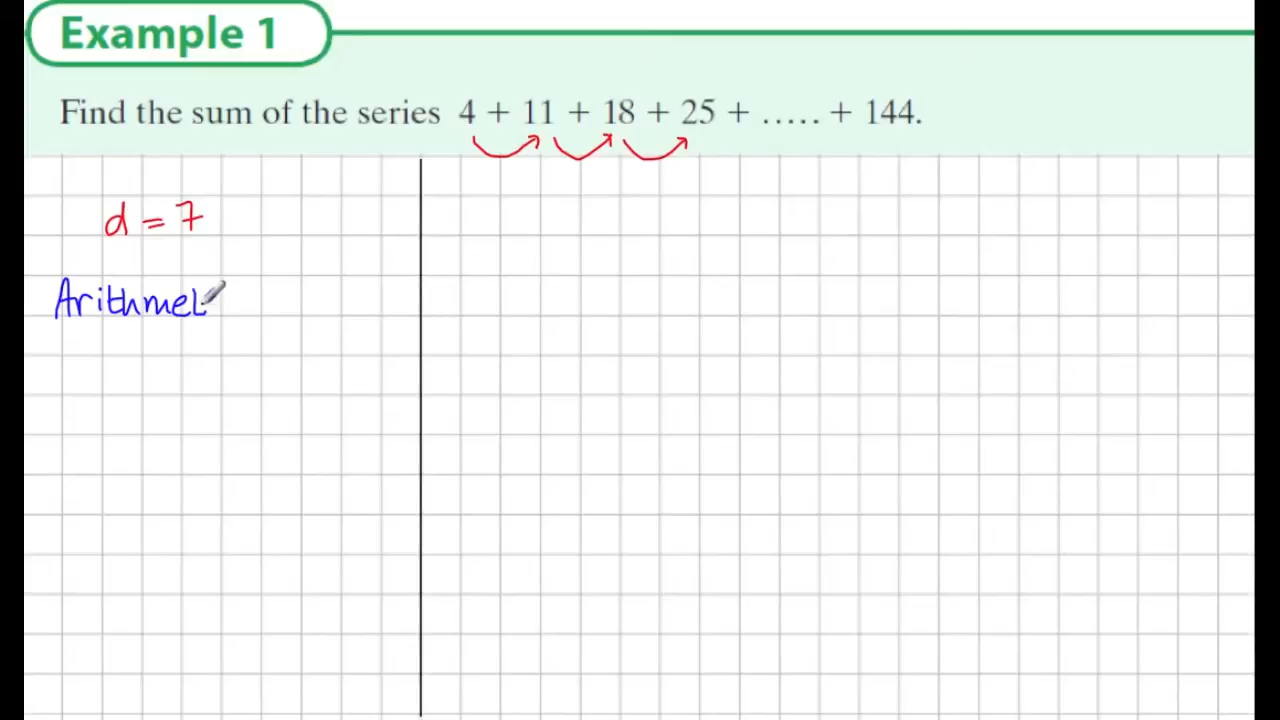 Example 1
Find the sum of the series 4 + 11 + 18 + 25 + ..... + 144.
d = 7
Arithmet